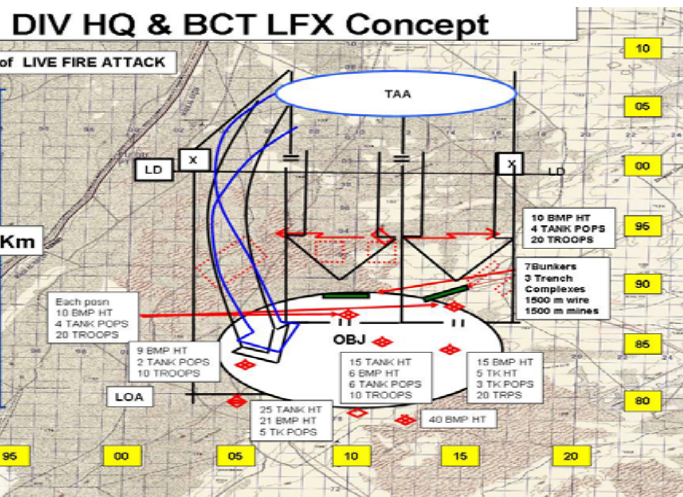 DIV HQ & BCT LFX Concept
of LIVE FIRE ATTACK
10
TAA
05
X
X
LD
LD
00
10 BMP HT
4 TANK POPS
20 TROOPS
95
Km
7Bunkers
3 Trench
Complexes
1500 m wire
1500 m mines
90
Each posn
10 BMP HT
4 TANK POPS
20 TROOPS
OBJ
85
9 BMP HT
2 TANK POPS
10 TROOPS
15 TANK HT
6 BMP HT
6 TANK POPS
10 TROOPS
15 BMP HT
5 TK HT
3 TK POPS
20 TRPS
LOA
80
25 TANK HT
21 BMP HT
5 TK POPS
40 BMP HT
95
00
05
10
15
20